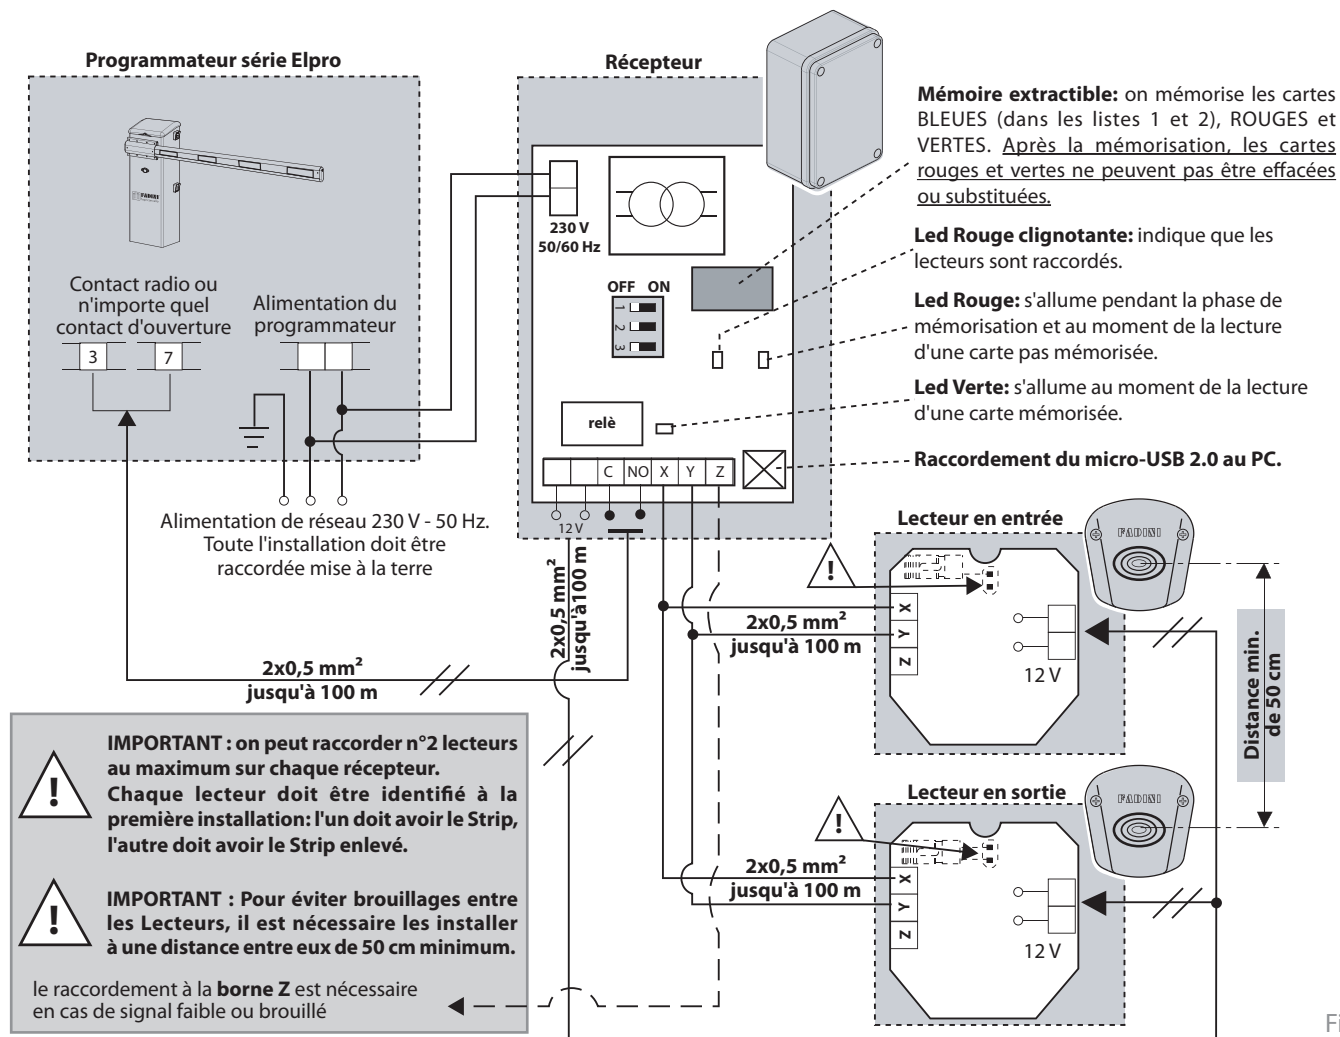 Programmateur série Elpro
FADINI
Contact radio ou
n'importe quel
contact d'ouverture
3
7
Alimentation du
programmateur
Alimentation de réseau 230 V - 50 Hz.
Toute l'installation doit être
raccordée mise à la terre
Récepteur
230 V
50/60 Hz
OFF ON
1
2
3
relè
C NO X Y Z
12 V
Mémoire extractible: on mémorise les cartes
BLEUES (dans les listes 1 et 2), ROUGES et
VERTES. Après la mémorisation, les cartes
rouges et vertes ne peuvent pas être effacées
ou substituées.
Led Rouge clignotante: indique que les
lecteurs sont raccordés.
Led Rouge: s'allume pendant la phase de
mémorisation et au moment de la lecture
d'une carte pas mémorisée.
Led Verte: s'allume au moment de la lecture
d'une carte mémorisée.
Raccordement du micro-USB 2.0 au PC.
2x0,5 mm²
jusqu'à 100 m
2x0,5 mm²
jusqu'à100 m
Lecteur en entrée
FADINI
!
X
Y
Z
12 V
2x0,5 mm²
jusqu'à 100 m
Distance min.
de 50 cm
Lecteur en sortie
FADINI
!
X
Y
Z
12 V
2x0,5 mm²
jusqu'à 100 m
!
IMPORTANT : on peut raccorder n°2 lecteurs
au maximum sur chaque récepteur.
Chaque lecteur doit être identifié à la
première installation: l'un doit avoir le Strip,
l'autre doit avoir le Strip enlevé.
!
IMPORTANT : Pour éviter brouillages entre
les Lecteurs, il est nécessaire les installer
à une distance entre eux de 50 cm minimum.
le raccordement à la borne Z est nécessaire
en cas de signal faible ou brouillé
Fi